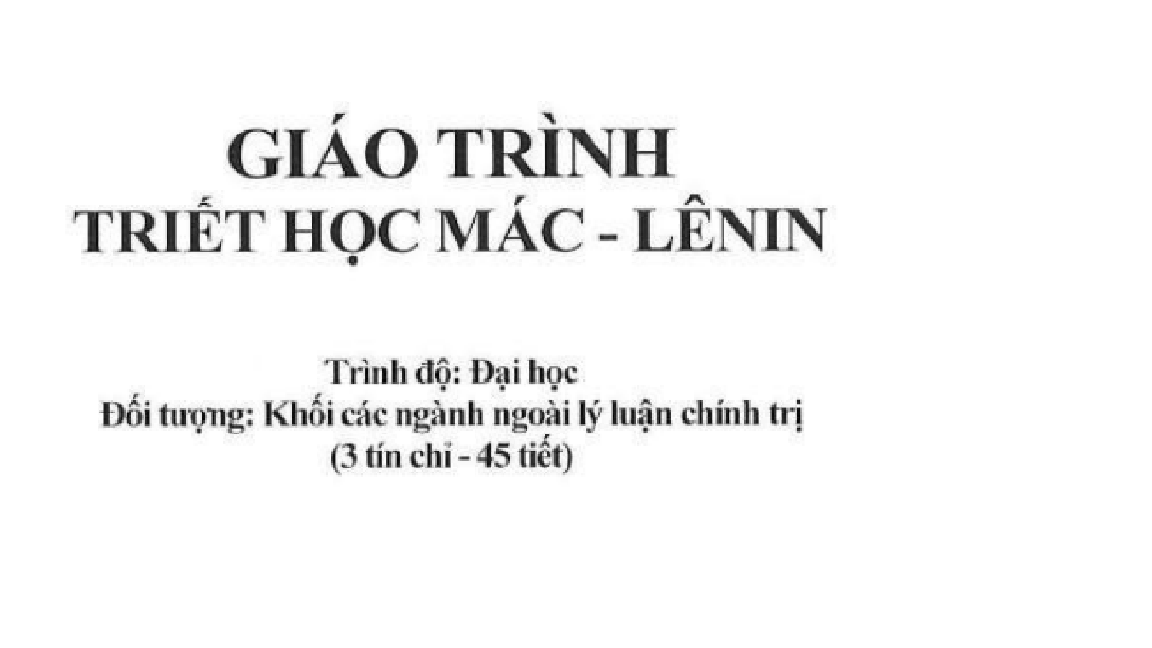 GIÁO TRÌNH
TRIẾT HỌC MÁC - LÊNIN
Trình độ: Đại học
Đối tượng: Khối các ngành ngoài lý luận chính trị
(3 tín chỉ - 45 tiết)